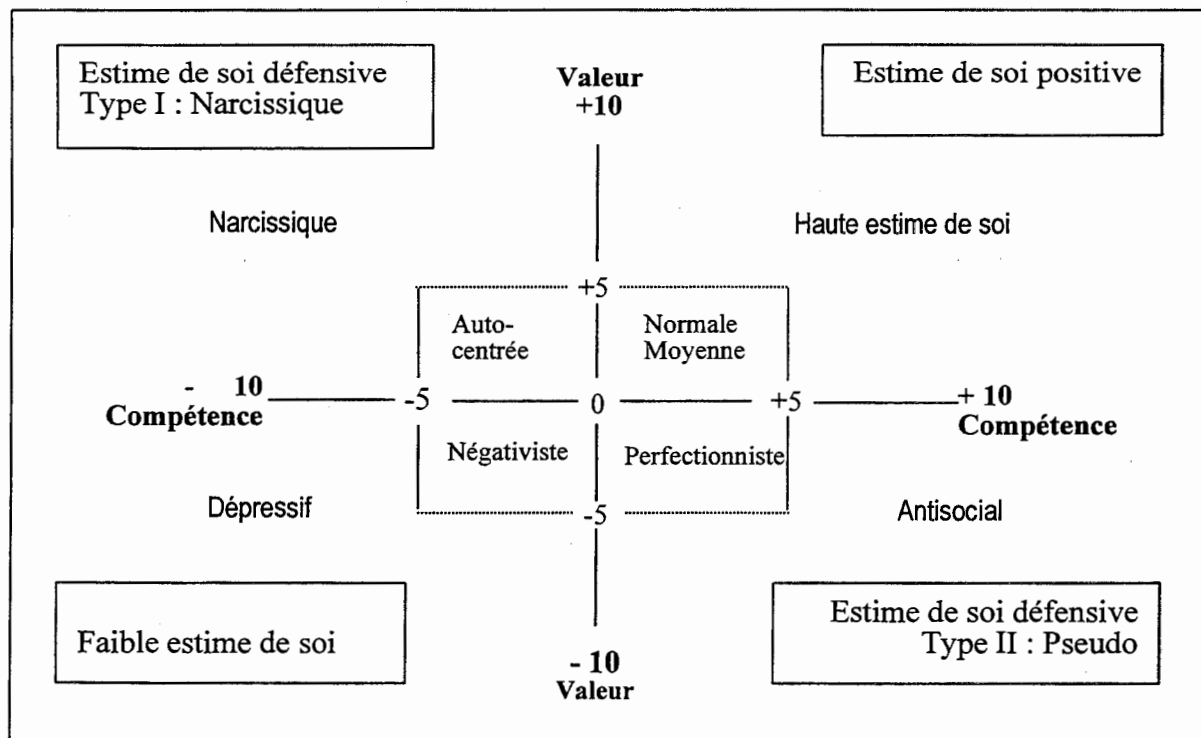 Estime de soi défensive
Type I : Narcissique
Valeur
+10
Estime de soi positive
Narcissique
Haute estime de soi
+5
Auto-
centrée
Normale
Moyenne
- 10
Compétence
-5
0
+5
+ 10
Compétence
Négativiste
Perfectionniste
Dépressif
-5
Antisocial
Faible estime de soi
- 10
Valeur
Estime de soi défensive
Type II : Pseudo